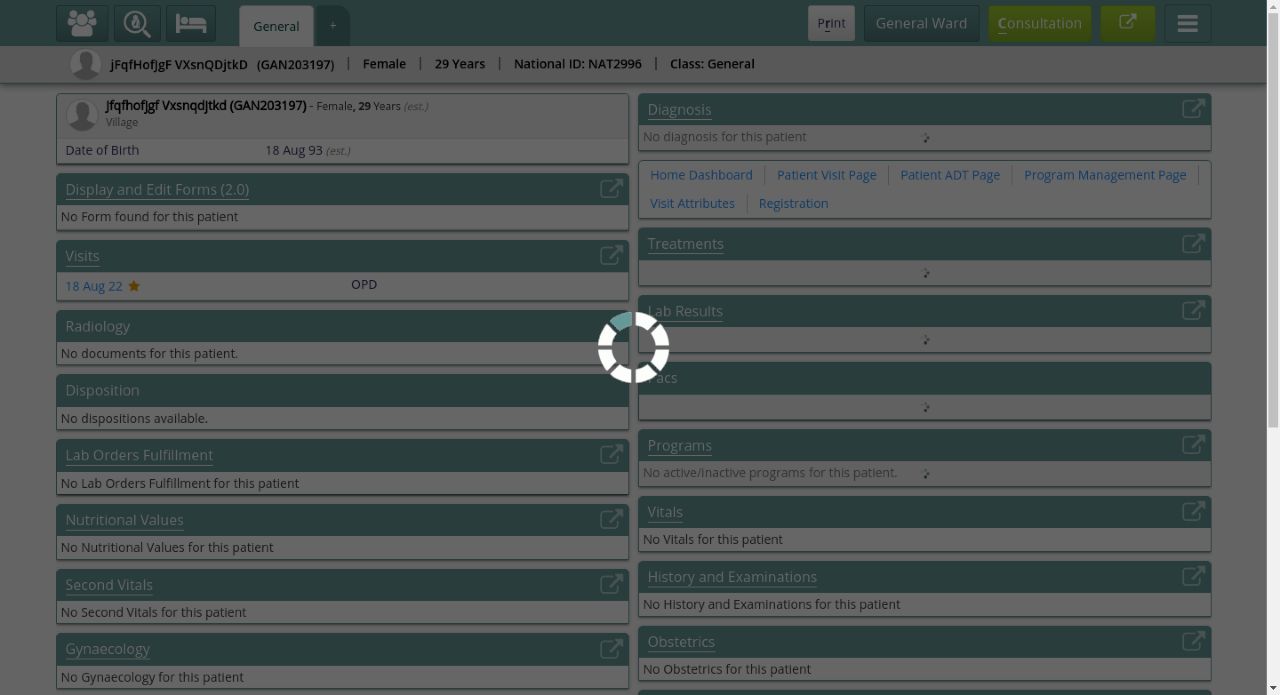 General
+
Print
General Ward
Consultation
jFqfHofJgF VXsnQDjtkD (GAN203197) | Female | 29 Years | National ID: NAT2996 | Class: General
Jfqfhofjgf Vxsnqdjtkd (GAN203197) - Female, 29 Years (est.)
Village
Date of Birth 18 Aug 93 (est.)
Display and Edit Forms (2.0)
No Form found for this patient
Visits
18 Aug 22 OPD
Radiology
No documents for this patient.
Disposition
No dispositions available.
Lab Orders Fulfillment
No Lab Orders Fulfillment for this patient
Nutritional Values
No Nutritional Values for this patient
Second Vitals
No Second Vitals for this patient
Gynaecology
No Gynaecology for this patient
Diagnosis
No diagnosis for this patient
Home Dashboard | Patient Visit Page | Patient ADT Page | Program Management Page |
Visit Attributes | Registration
Treatments
Lab Results
Pacs
Programs
No active/inactive programs for this patient.
Vitals
No Vitals for this patient
History and Examinations
No History and Examinations for this patient
Obstetrics
No Obstetrics for this patient